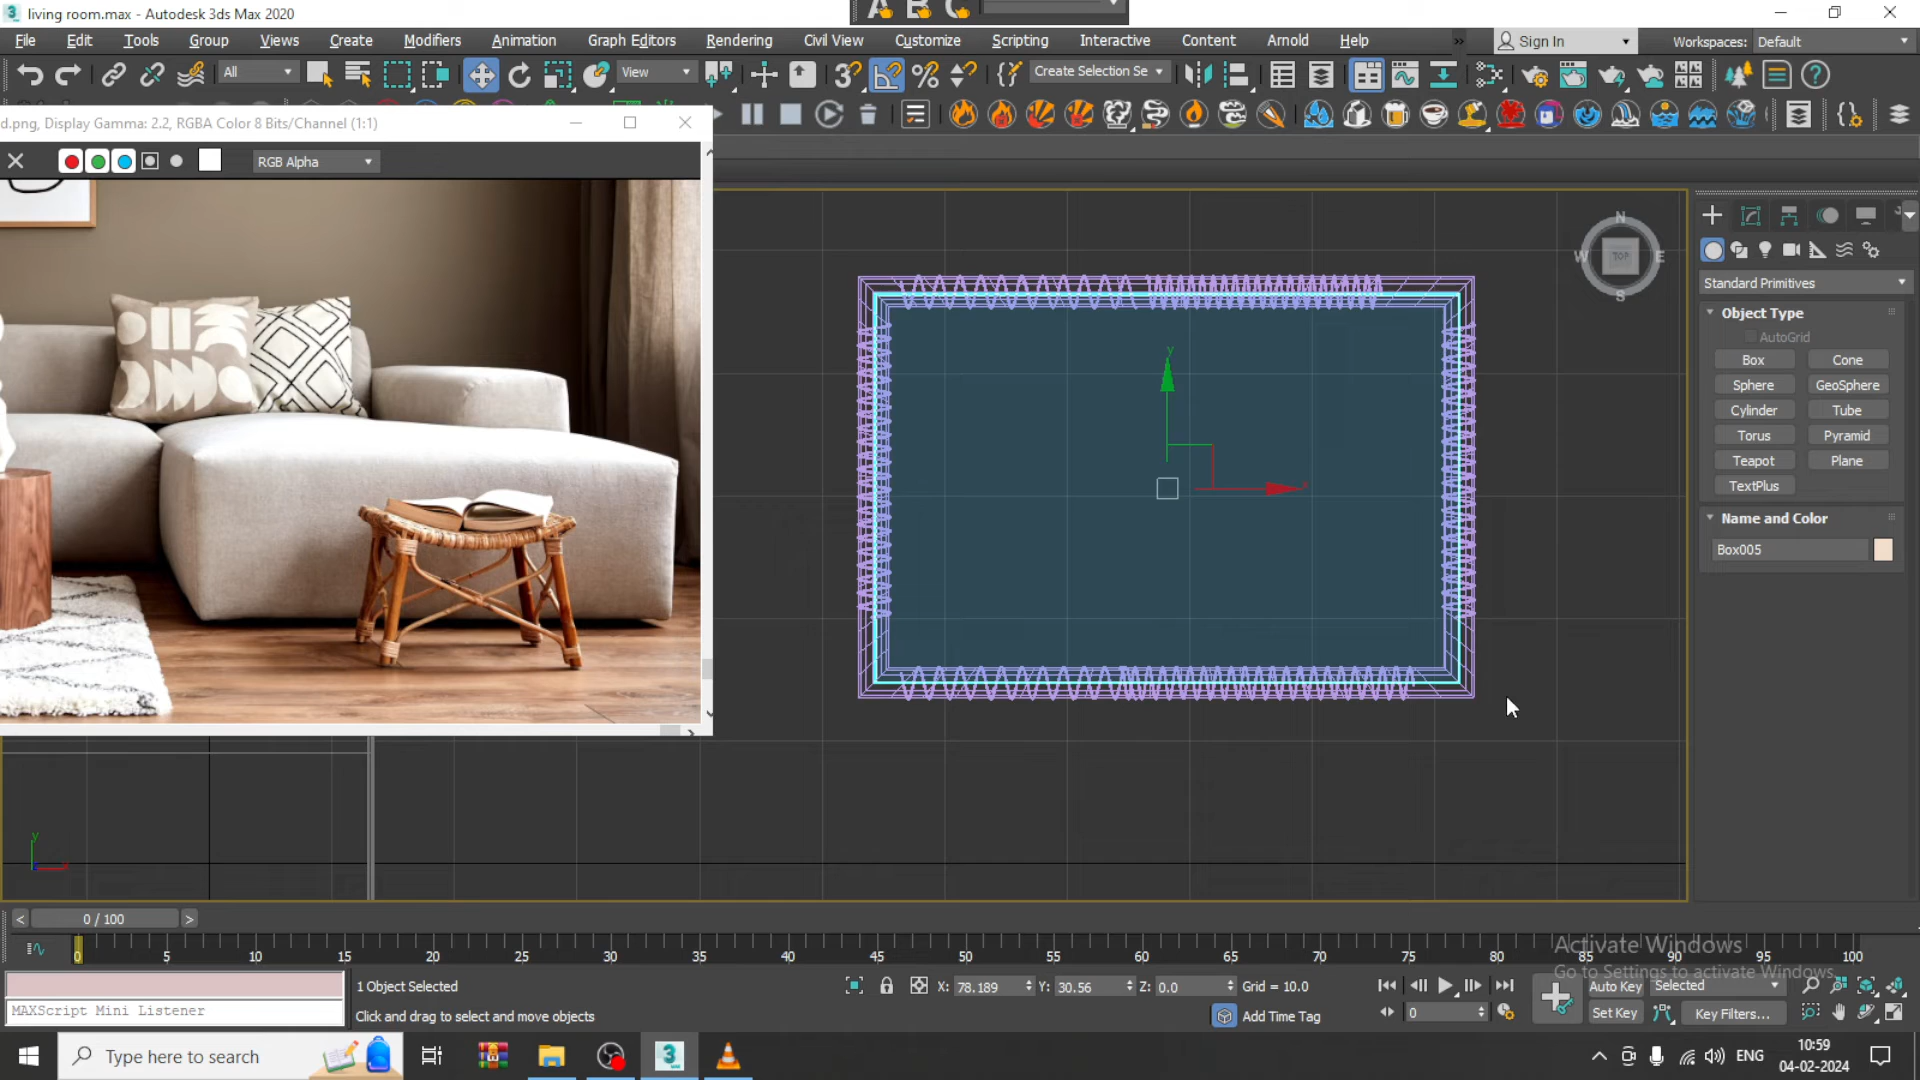 living room.max - Autodesk 3ds Max 2020
File Edit Tools Group Views Create Modifiers Animation Graph Editors Rendering Civil View Customize Scripting Interactive Content Arnold Help » Sign In Workspaces: Default
All View Create Selection Se
d.png, Display Gamma: 2.2, RGBA Color 8 Bits/Channel (1:1)
RGB Alpha
N
W TOP E
S
Standard Primitives
Object Type
AutoGrid
Box Cone
Sphere GeoSphere
Cylinder Tube
Torus Pyramid
Teapot Plane
TextPlus
Name and Color
Box005
y
x
y
x
< 0 / 100 >
0 5 10 15 20 25 30 35 40 45 50 55 60 65 70 75 80 85 90 95 100
Activate Windows
Go to Settings to activate Windows.
1 Object Selected X: 78.189 Y: 30.56 Z: 0.0 Grid = 10.0 Auto Key Selected
MAXScript Mini Listener Click and drag to select and move objects Add Time Tag 0 Set Key Key Filters...
Type here to search ENG 10:59
04-02-2024